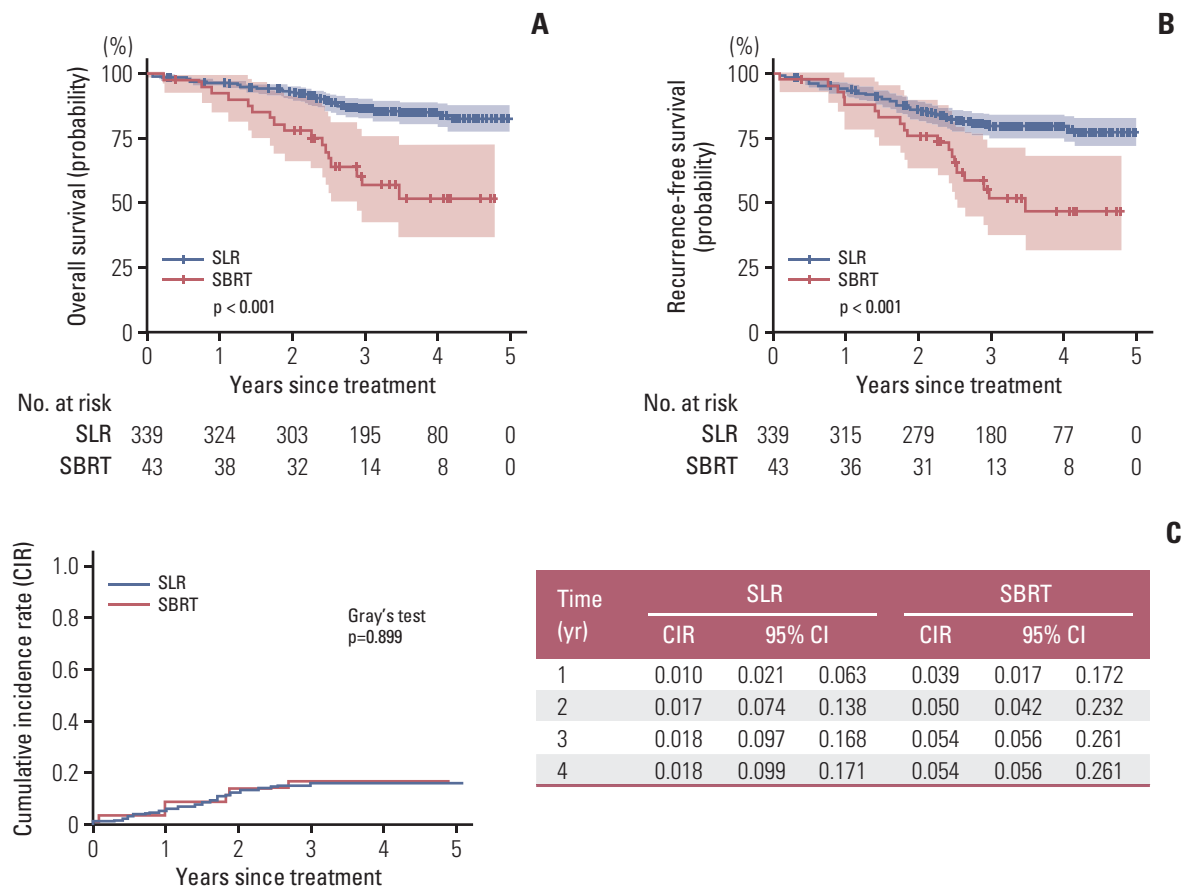 A
(%)
100
75
50
25
0
Overall survival (probability)
SLR
SBRT
p < 0.001
0 1 2 3 4 5
Years since treatment
No. at risk
SLR 339 324 303 195 80 0
SBRT 43 38 32 14 8 0
B
(%)
100
75
50
25
0
Recurrence-free survival
(probability)
SLR
SBRT
p < 0.001
0 1 2 3 4 5
Years since treatment
No. at risk
SLR 339 315 279 180 77 0
SBRT 43 36 31 13 8 0
C
1.0
0.8
0.6
0.4
0.2
0
Cumulative incidence rate (CIR)
SLR
SBRT
Gray's test
p=0.899
0 1 2 3 4 5
Years since treatment
Time
(yr)
SLR SBRT
CIR 95% CI CIR 95% CI
1 0.010 0.021 0.063 0.039 0.017 0.172
2 0.017 0.074 0.138 0.050 0.042 0.232
3 0.018 0.097 0.168 0.054 0.056 0.261
4 0.018 0.099 0.171 0.054 0.056 0.261